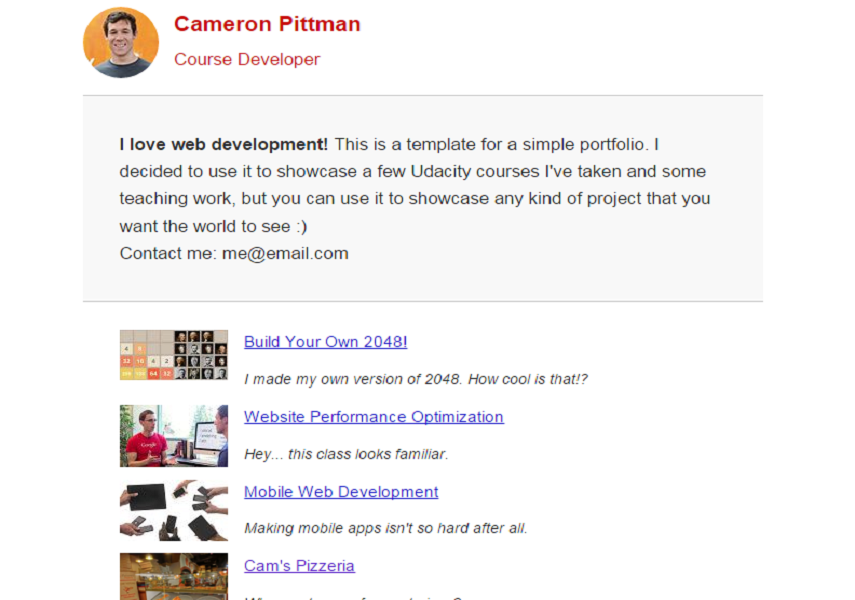 Cameron Pittman
Course Developer
I love web development! This is a template for a simple portfolio. I
decided to use it to showcase a few Udacity courses I've taken and some
teaching work, but you can use it to showcase any kind of project that you
want the world to see :)
Contact me: me@email.com
Build Your Own 2048!
I made my own version of 2048. How cool is that!?
Website Performance Optimization
Hey... this class looks familiar.
Mobile Web Development
Making mobile apps isn't so hard after all.
Cam's Pizzeria